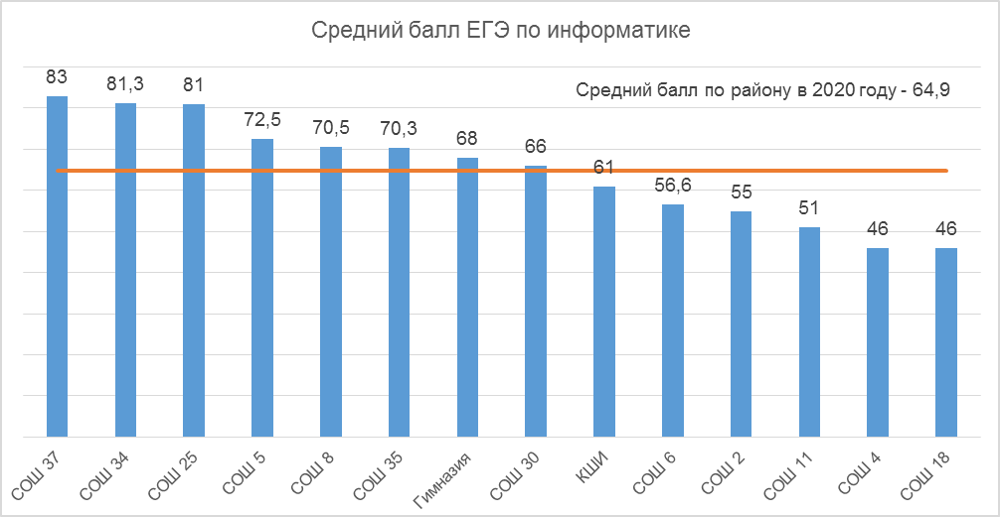 Средний балл ЕГЭ по информатике
Средний балл по району в 2020 году - 64,9
83
81,3
81
72,5
70,5
70,3
68
66
61
56,6
55
51
46
46
СОШ 37
СОШ 34
СОШ 25
СОШ 5
СОШ 8
СОШ 35
Гимназия
СОШ 30
КШИ
СОШ 6
СОШ 2
СОШ 11
СОШ 4
СОШ 18